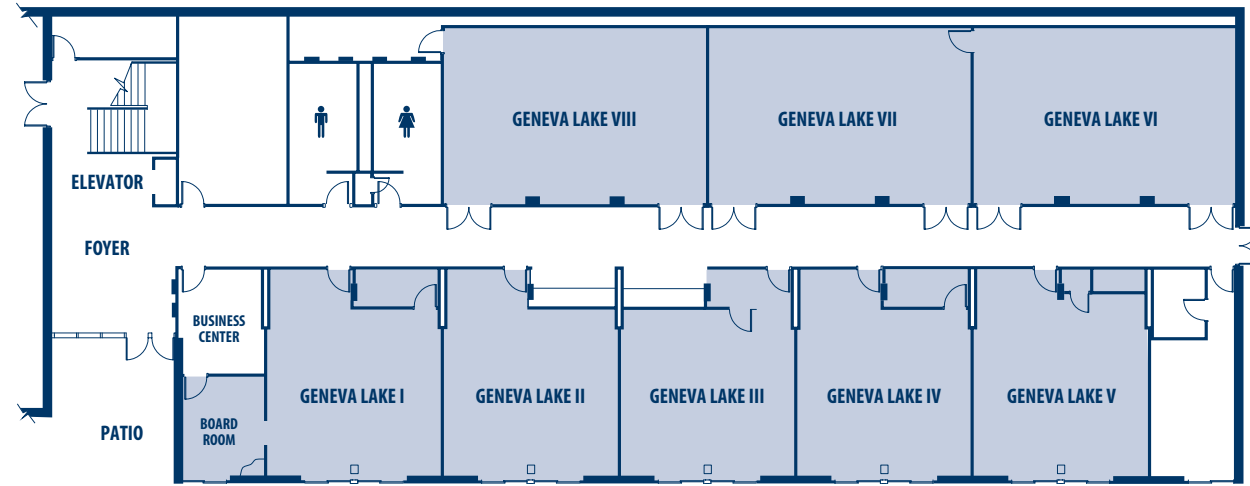 GENEVA LAKE VIII
GENEVA LAKE VII
GENEVA LAKE VI
ELEVATOR
FOYER
BUSINESS
CENTER
GENEVA LAKE I
GENEVA LAKE II
GENEVA LAKE III
GENEVA LAKE IV
GENEVA LAKE V
BOARD
ROOM
PATIO